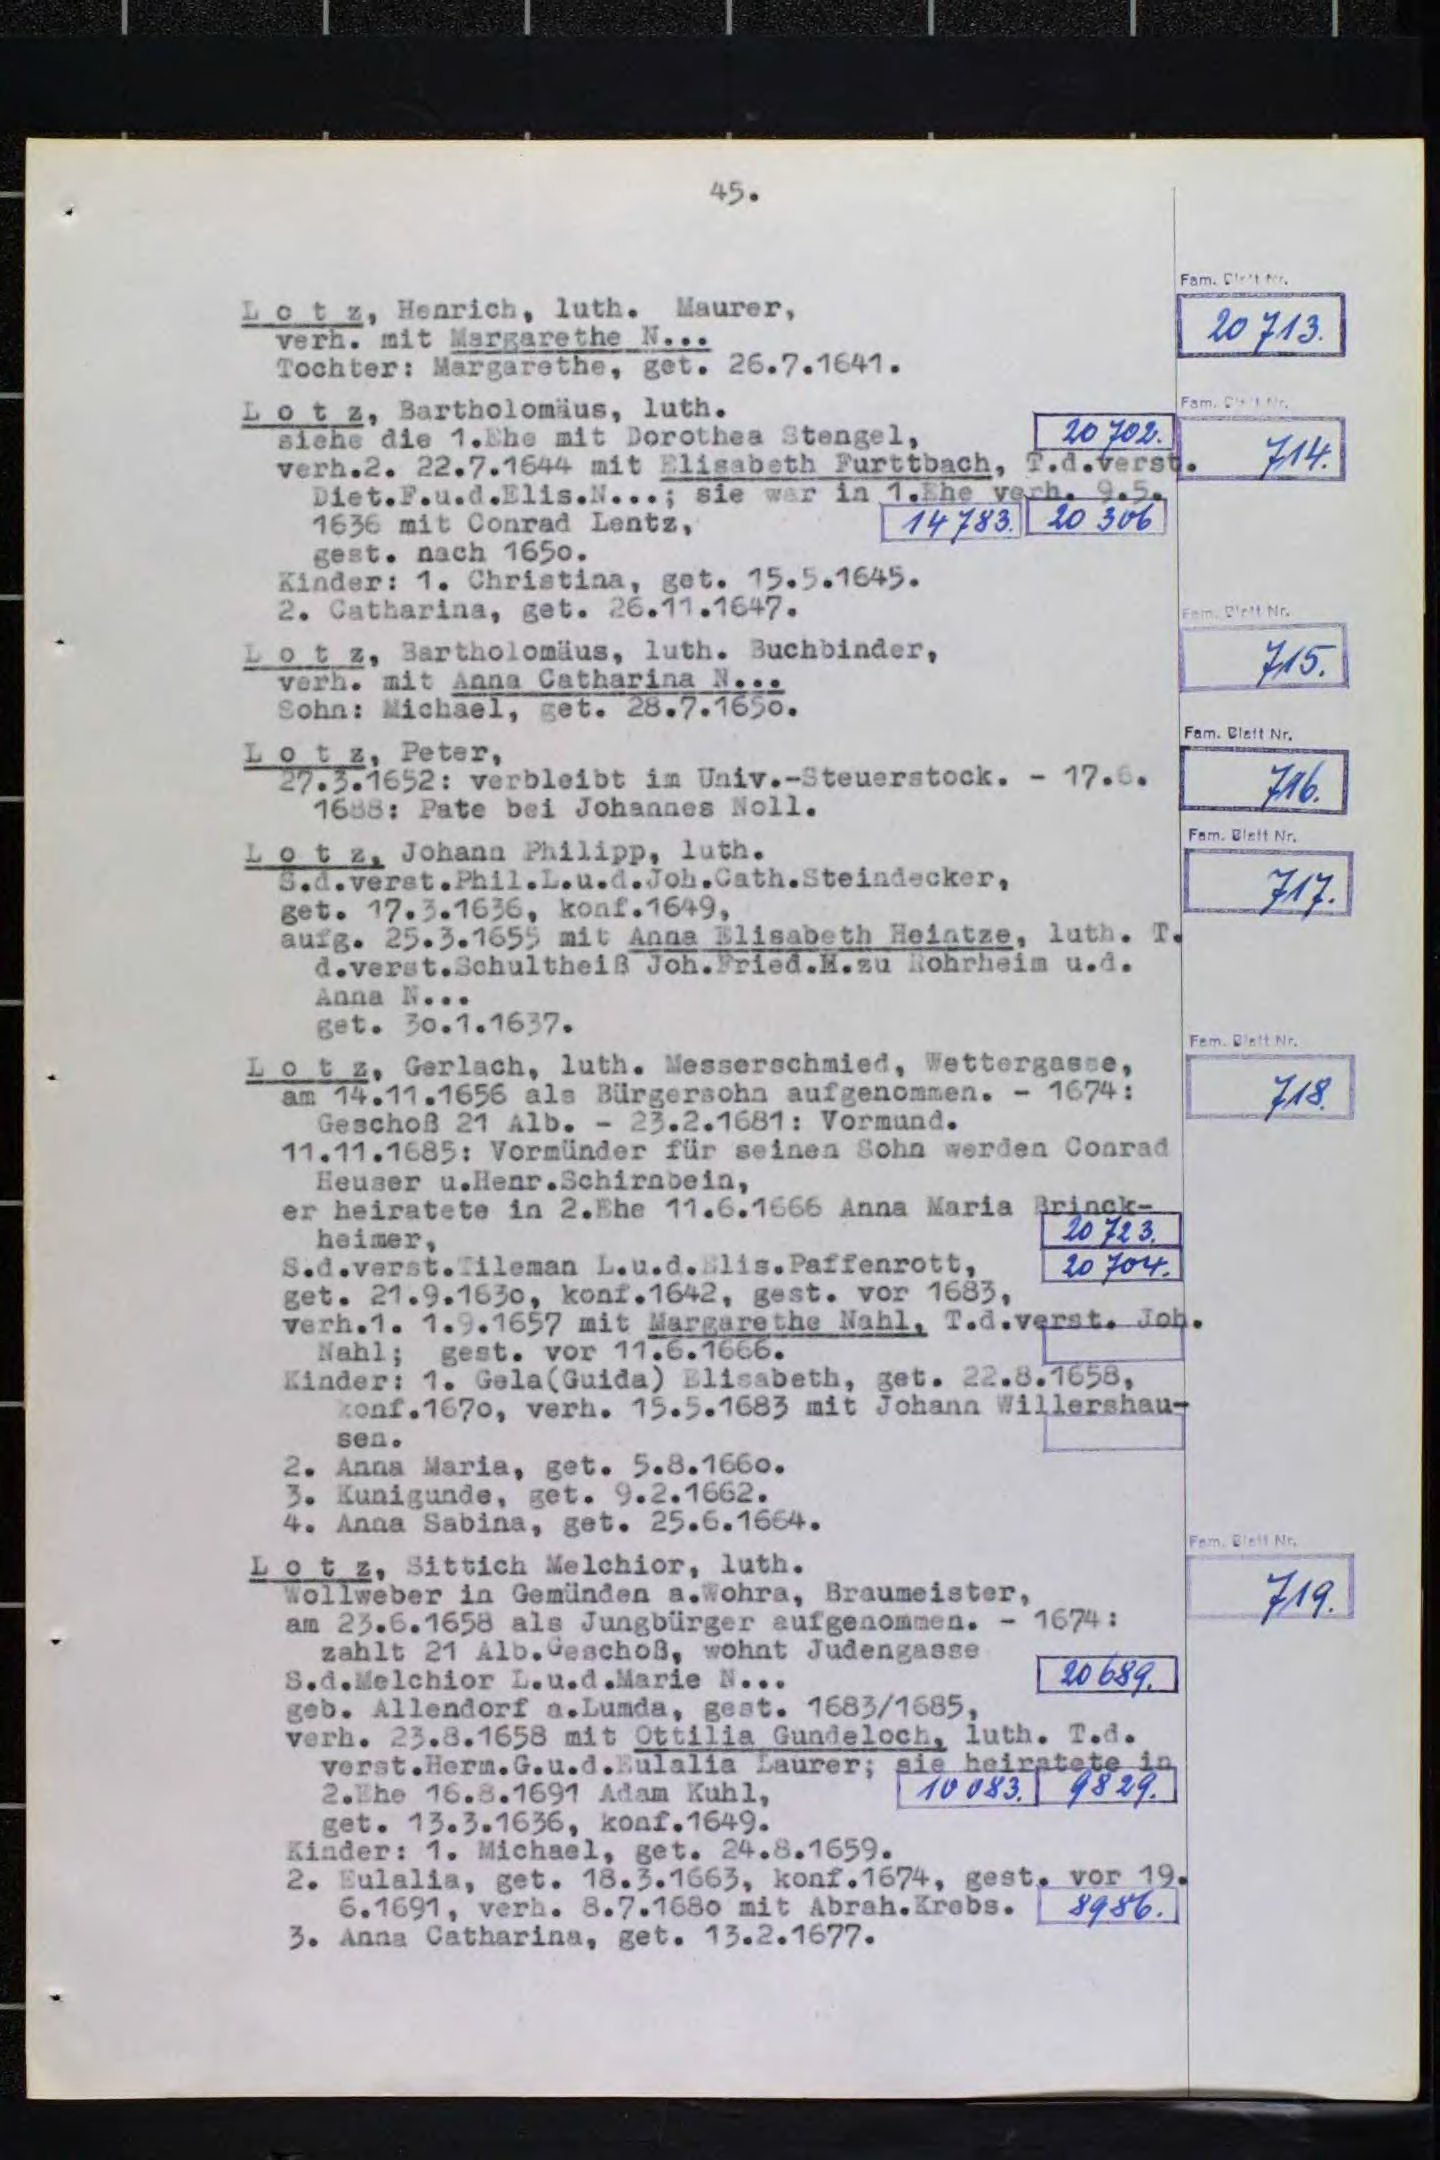 45.
Fam. Blatt Nr.
L o t z, Henrich, luth. Maurer,
20713.
verh. mit Margarethe N...
Tochter: Margarethe, get. 26.7.1641.
Fam. Blatt Nr.
L o t z, Bartholomäus, luth.
siehe die 1.Ehe mit Dorothea Stengel, 20702.
714.
verh.2. 22.7.1644 mit Elisabeth Furttbach, T.d.verst.
Diet.F.u.d.Elis.N...; sie war in 1.Ehe verh. 9.5.
1636 mit Conrad Lentz, 14783. 20306
gest. nach 1650.
Kinder: 1. Christina, get. 15.5.1645.
2. Catharina, get. 26.11.1647.
Fam. Blatt Nr.
L o t z, Bartholomäus, luth. Buchbinder,
715.
verh. mit Anna Catharina N...
Sohn: Michael, get. 28.7.1650.
Fam. Blatt Nr.
L o t z, Peter,
27.3.1652: verbleibt im Univ.-Steuerstock. - 17.6.
716.
1688: Pate bei Johannes Noll.
Fam. Blatt Nr.
L o t z, Johann Philipp, luth.
S.d.verst.Phil.L.u.d.Joh.Cath.Steindecker,
717.
get. 17.3.1636, konf.1649,
aufg. 25.3.1655 mit Anna Elisabeth Heintze, luth. T.
d.verst.Schultheiß Joh.Fried.H.zu Rohrheim u.d.
Anna N...
get. 30.1.1637.
Fam. Blatt Nr.
L o t z, Gerlach, luth. Messerschmied, Wettergasse,
718.
am 14.11.1656 als Bürgersohn aufgenommen. - 1674:
Geschoß 21 Alb. - 23.2.1681: Vormund.
11.11.1685: Vormünder für seinen Sohn werden Conrad
Heuser u.Henr.Schirnbein,
er heiratete in 2.Ehe 11.6.1666 Anna Maria Brinck-
heimer, 20723.
S.d.verst.Tileman L.u.d.Elis.Paffenrott, 20704.
get. 21.9.1630, konf.1642, gest. vor 1683,
verh.1. 1.9.1657 mit Margarethe Nahl, T.d.verst. Joh.
Nahl; gest. vor 11.6.1666.
Kinder: 1. Gela(Guida) Elisabeth, get. 22.8.1658,
konf.1670, verh. 15.5.1683 mit Johann Willershau-
sen.
2. Anna Maria, get. 5.8.1660.
3. Kunigunde, get. 9.2.1662.
4. Anna Sabina, get. 25.6.1664.
Fam. Blatt Nr.
L o t z, Sittich Melchior, luth.
719.
Wollweber in Gemünden a.Wohra, Braumeister,
am 23.6.1658 als Jungbürger aufgenommen. - 1674:
zahlt 21 Alb.Geschoß, wohnt Judengasse
S.d.Melchior L.u.d.Marie N... 20689.
geb. Allendorf a.Lumda, gest. 1683/1685,
verh. 23.8.1658 mit Ottilia Gundeloch, luth. T.d.
verst.Herm.G.u.d.Eulalia Laurer; sie heiratete in
2.Ehe 16.8.1691 Adam Kuhl, 10083. 9829.
get. 13.3.1636, konf.1649.
Kinder: 1. Michael, get. 24.8.1659.
2. Eulalia, get. 18.3.1663, konf.1674, gest. vor 19.
6.1691, verh. 8.7.1680 mit Abrah.Krebs. 8986.
3. Anna Catharina, get. 13.2.1677.